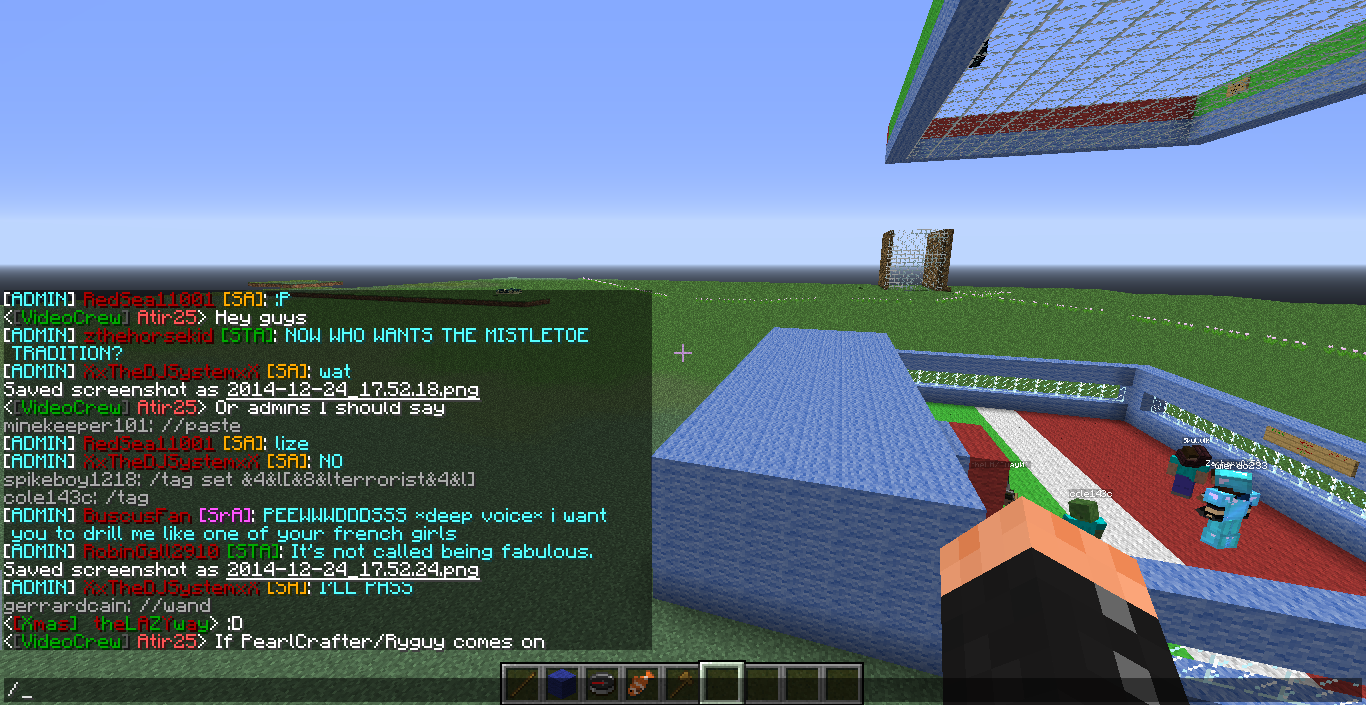 [ADMIN] RedSea11001 [SA]: :P
<[VideoCrew] Atir25> Hey guys
[ADMIN] zthehorsekid [STA]: NOW WHO WANTS THE MISTLETOE
TRADITION?
[ADMIN] XxTheDJSystemxX [SA]: wat
Saved screenshot as 2014-12-24_17.52.18.png
<[VideoCrew] Atir25> Or admins I should say
minekeeper101: //paste
[ADMIN] RedSea11001 [SA]: lize
[ADMIN] XxTheDJSystemxX [SA]: NO
spikeboy1218: /tag set &4&l[&8&lterrorist&4&l]
cole143c: /tag
[ADMIN] BuscusFan [SrA]: PEEWWWDDDSSS *deep voice* i want
you to drill me like one of your french girls
[ADMIN] RobinGall2910 [STA]: It's not called being fabulous.
Saved screenshot as 2014-12-24_17.52.24.png
[ADMIN] XxTheDJSystemxX [SA]: I'LL PASS
gerrardcain: //wand
<[Xmas] theLAZYway> :D
<[VideoCrew] Atir25> If PearlCrafter/Ryguy comes on
/_
cole143c